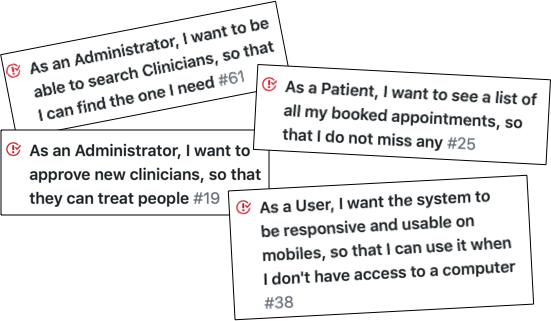 As an Administrator, I want to be
able to search Clinicians, so that
I can find the one I need #61
As a Patient, I want to see a list of
all my booked appointments, so
that I do not miss any #25
As an Administrator, I want to
approve new clinicians, so that
they can treat people #19
As a User, I want the system to
be responsive and usable on
mobiles, so that I can use it when
I don't have access to a computer
#38